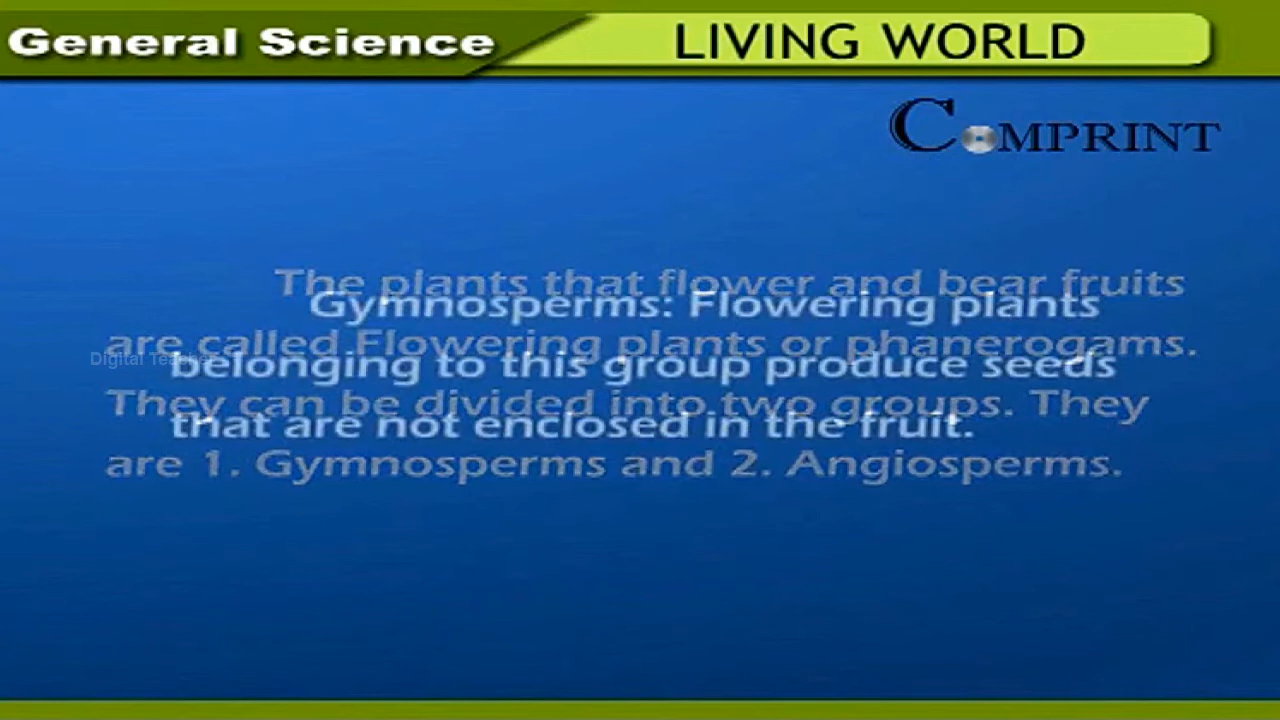 General Science
LIVING WORLD
COMPRINT
The plants that flower and bear fruits
are called Flowering plants or phanerogams.
They can be divided into two groups. They
are 1. Gymnosperms and 2. Angiosperms.
Gymnosperms: Flowering plants
belonging to this group produce seeds
that are not enclosed in the fruit.
Digital Teacher